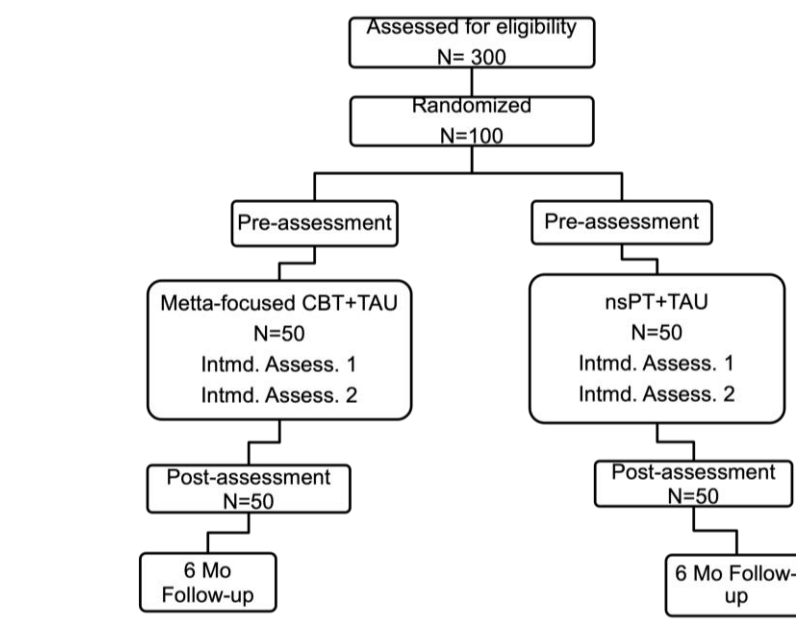 Assessed for eligibility
N= 300
Randomized
N=100
Pre-assessment
Pre-assessment
Metta-focused CBT+TAU
N=50
Intmd. Assess. 1
Intmd. Assess. 2
nsPT+TAU
N=50
Intmd. Assess. 1
Intmd. Assess. 2
Post-assessment
N=50
Post-assessment
N=50
6 Mo
Follow-up
6 Mo Follow-
up